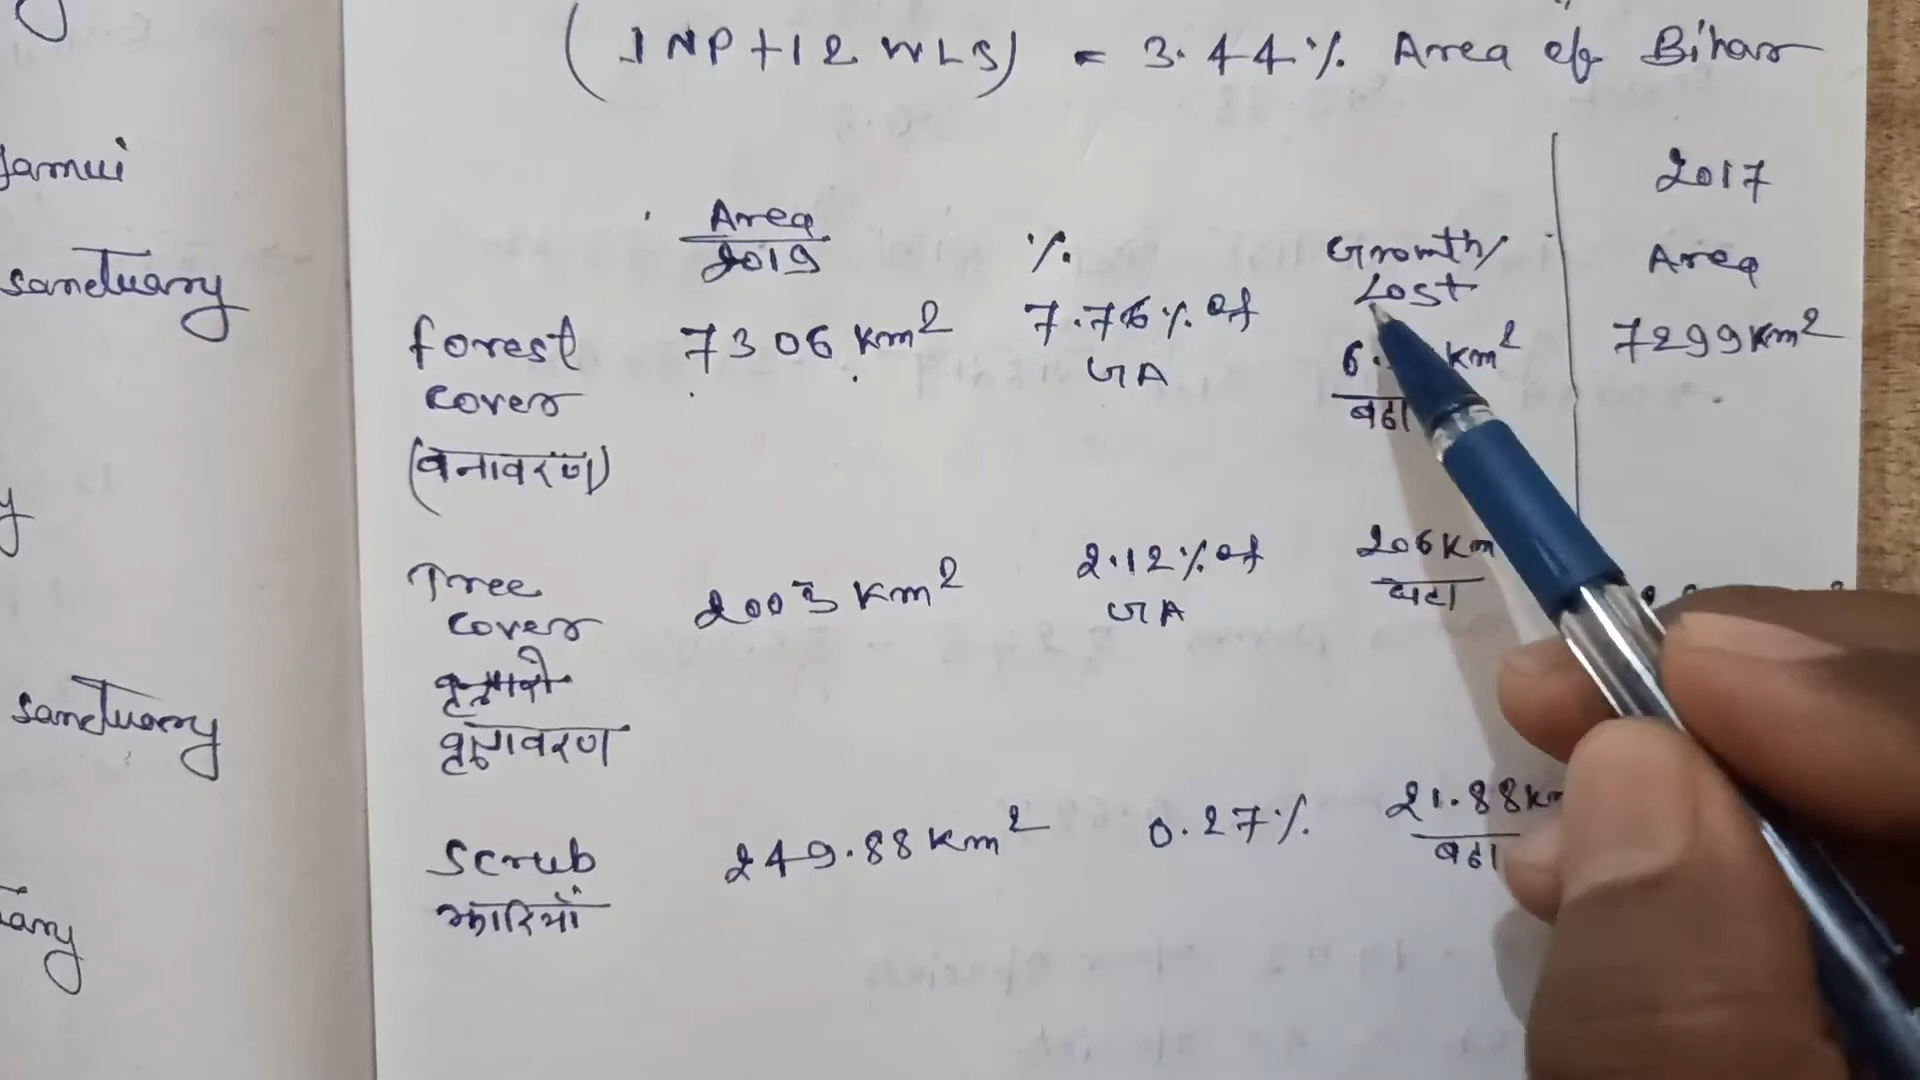 (1NP+12 WLS) = 3.44% Area of Bihar
Jamui
sanctuary
sanctuary
Area
2019
%
Growth/
Lost
2017
Area
forest
cover
(वनावरण)
7306 Km2
7.76% of
GA
Km2
बढा
7299 Km2
Tree
cover
वृक्षावरण
2003 Km2
2.12% of
GA
206 Km
घटा
Scrub
झारियाँ
249.88 Km2
0.27%
21.88 Km
बढा